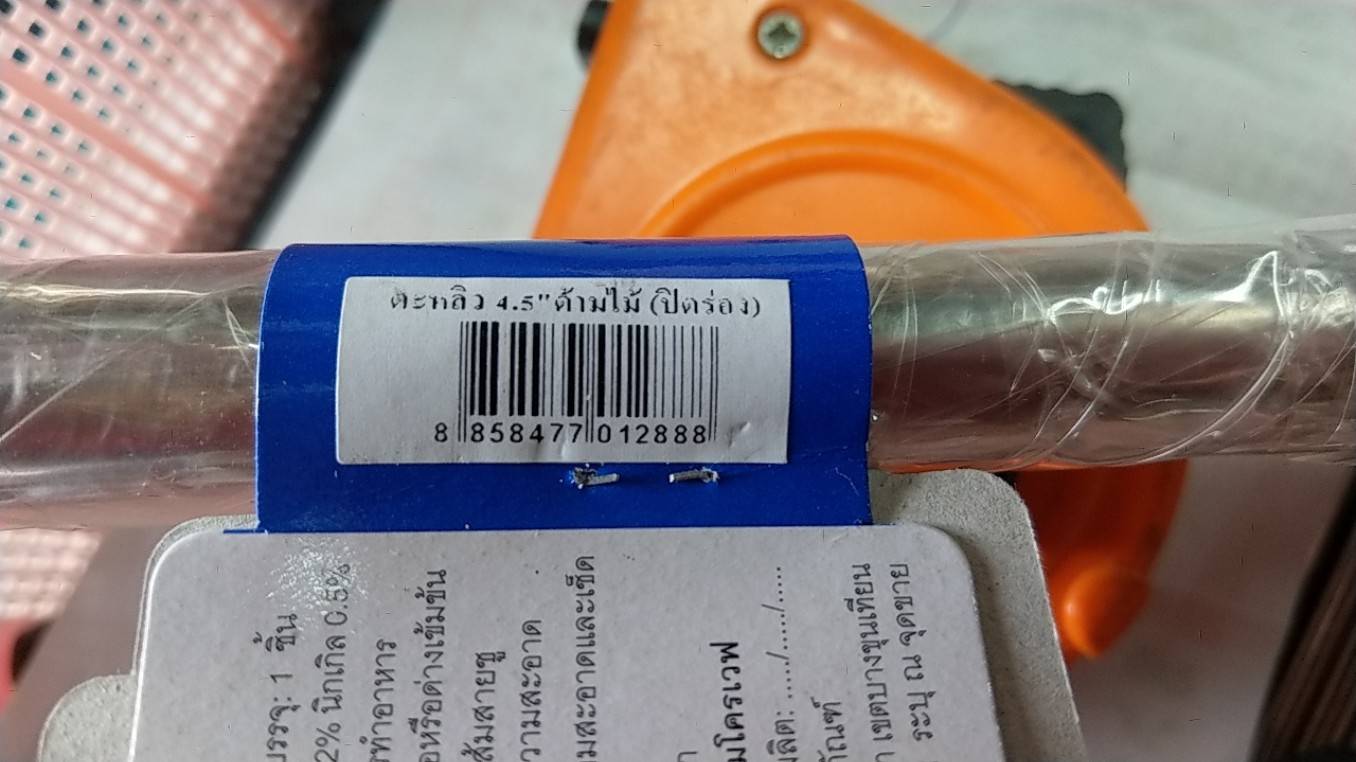 ตะหลิว 4.5"ด้ามไม้ (ปิตร่อง)
8 858477 012888
บรรจุ: 1 ชิ้น
2% นิกเกิล 0.5%
ทำอาหาร
หรือด่างเข้มข้น
ส้มสายชู
ความสะอาด
สะอาดและเช็ด
มโครเวฟ
ผลิต: ...../...../.....
ภัณฑ์
เขตบางขุนเทียน
ระบุ ณ จุดขาย